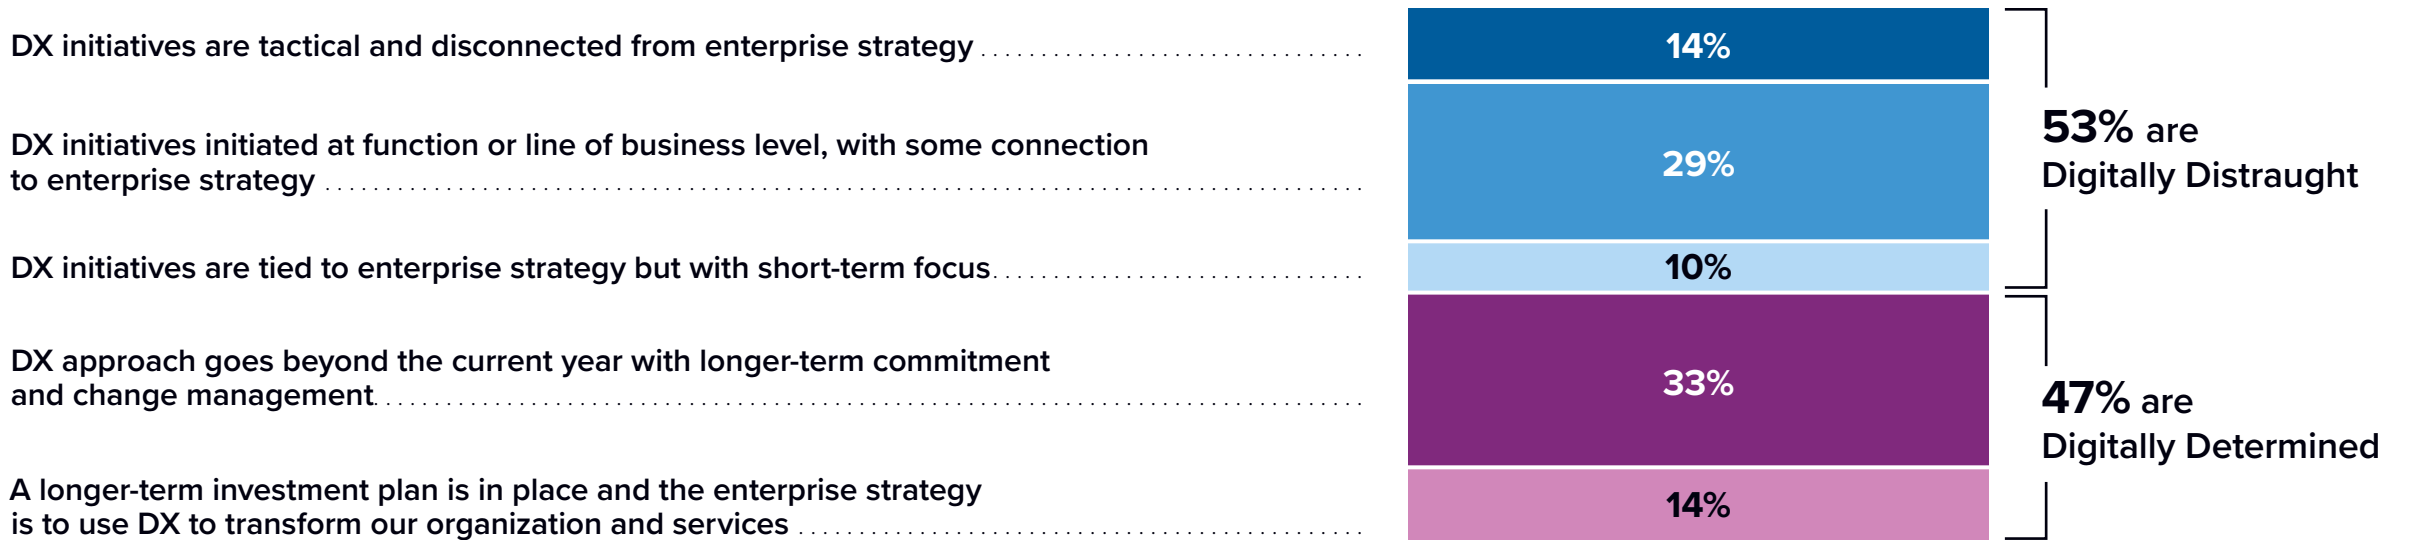 DX initiatives are tactical and disconnected from enterprise strategy
14%
DX initiatives initiated at function or line of business level, with some connection
to enterprise strategy
29%
DX initiatives are tied to enterprise strategy but with short-term focus
10%
53% are
Digitally Distraught
DX approach goes beyond the current year with longer-term commitment
and change management
33%
A longer-term investment plan is in place and the enterprise strategy
is to use DX to transform our organization and services
14%
47% are
Digitally Determined